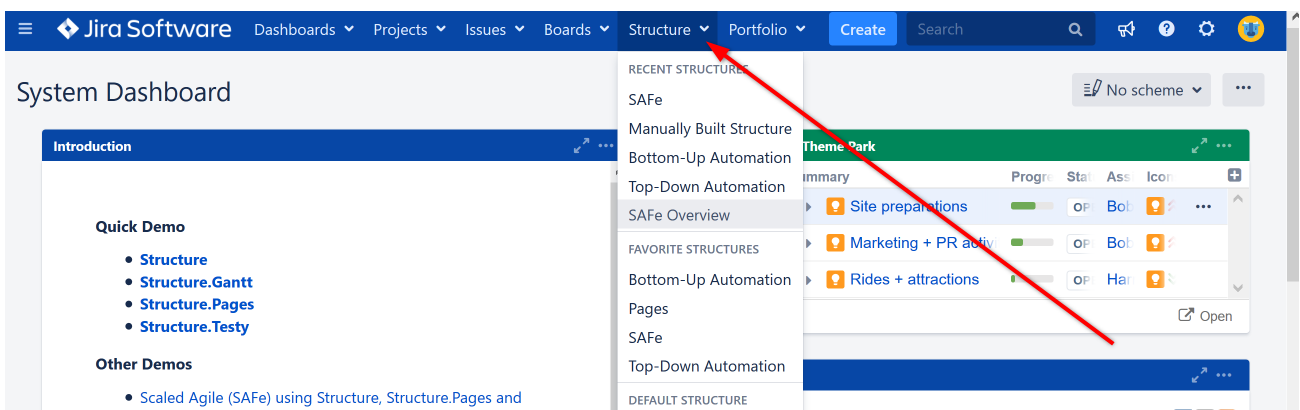 Jira Software Dashboards Projects Issues Boards Structure Portfolio Create Search
System Dashboard
No scheme
Introduction
Quick Demo
Structure
Structure.Gantt
Structure.Pages
Structure.Testy
Other Demos
Scaled Agile (SAFe) using Structure, Structure.Pages and
RECENT STRUCTURES
SAFe
Manually Built Structure
Bottom-Up Automation
Top-Down Automation
SAFe Overview
FAVORITE STRUCTURES
Bottom-Up Automation
Pages
SAFe
Top-Down Automation
DEFAULT STRUCTURE
Theme Park
ummary Progre Stat Ass Icon
Site preparations OP Bob
Marketing + PR activi OP Bob
Rides + attractions OP Har
Open